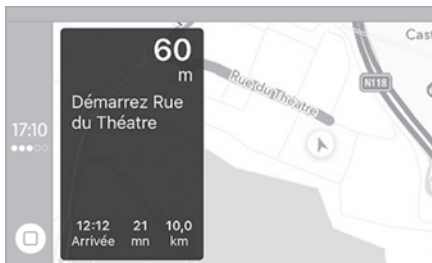 60
m
Démarrez Rue
du Théatre
12:12 21 10,0
Arrivée mn km
17:10
Rue du Théatre
N118
Cast